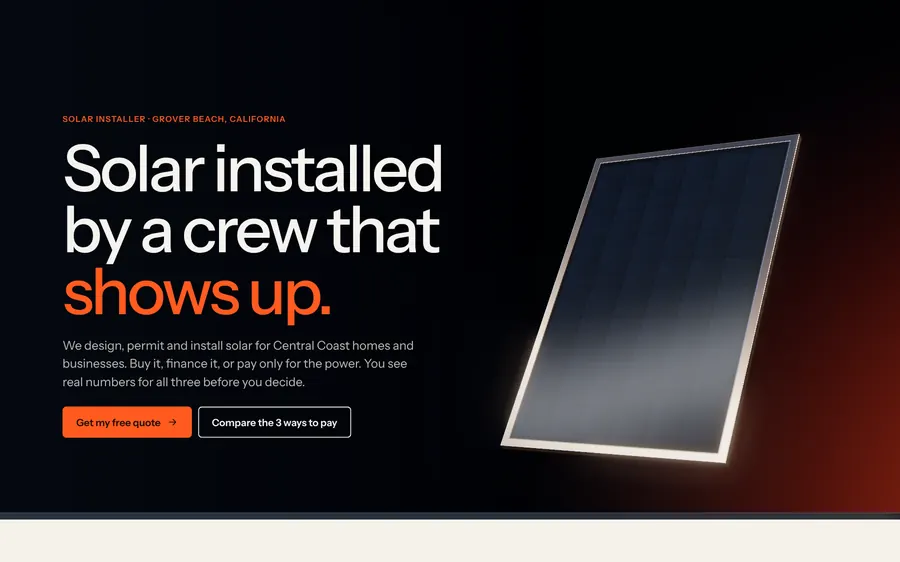 SOLAR INSTALLER · GROVER BEACH, CALIFORNIA
Solar installed
by a crew that
shows up.
We design, permit and install solar for Central Coast homes and
businesses. Buy it, finance it, or pay only for the power. You see
real numbers for all three before you decide.
Get my free quote →
Compare the 3 ways to pay